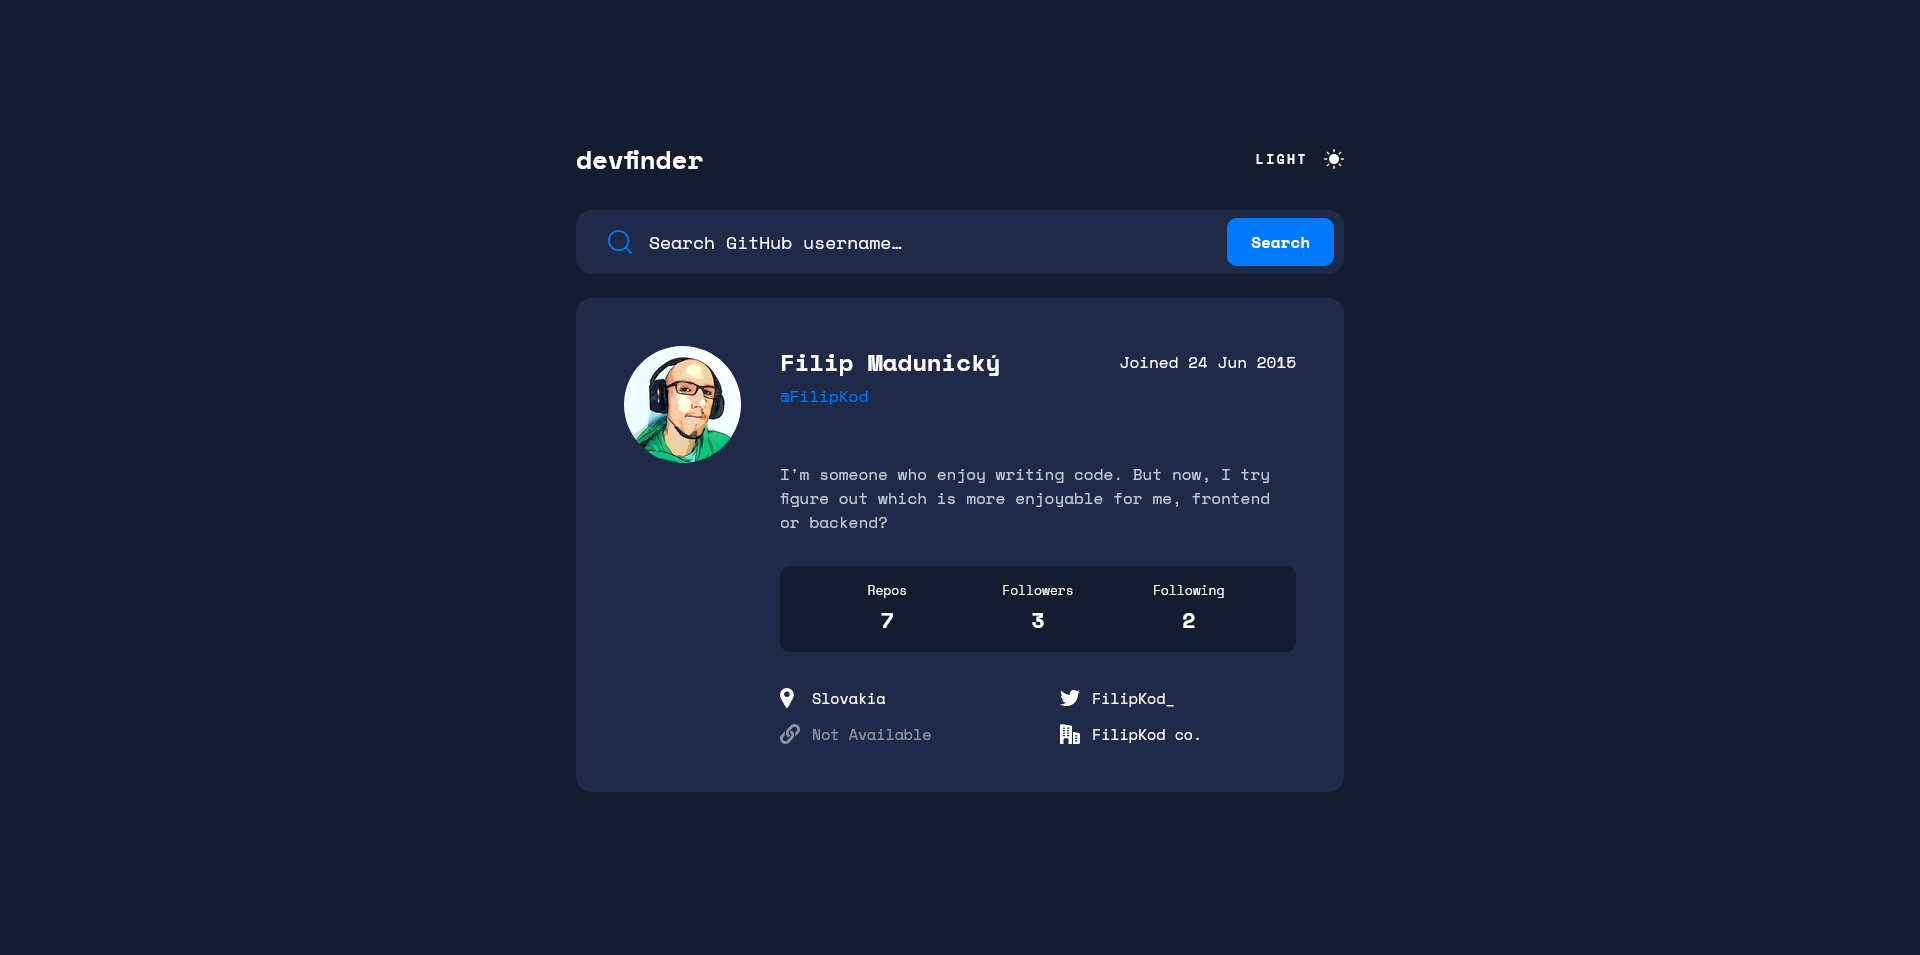 devfinder
LIGHT
Search GitHub username…
Search
Filip Madunický
Joined 24 Jun 2015
@FilipKod
I'm someone who enjoy writing code. But now, I try
figure out which is more enjoyable for me, frontend
or backend?
Repos
Followers
Following
7
3
2
Slovakia
FilipKod_
Not Available
FilipKod co.